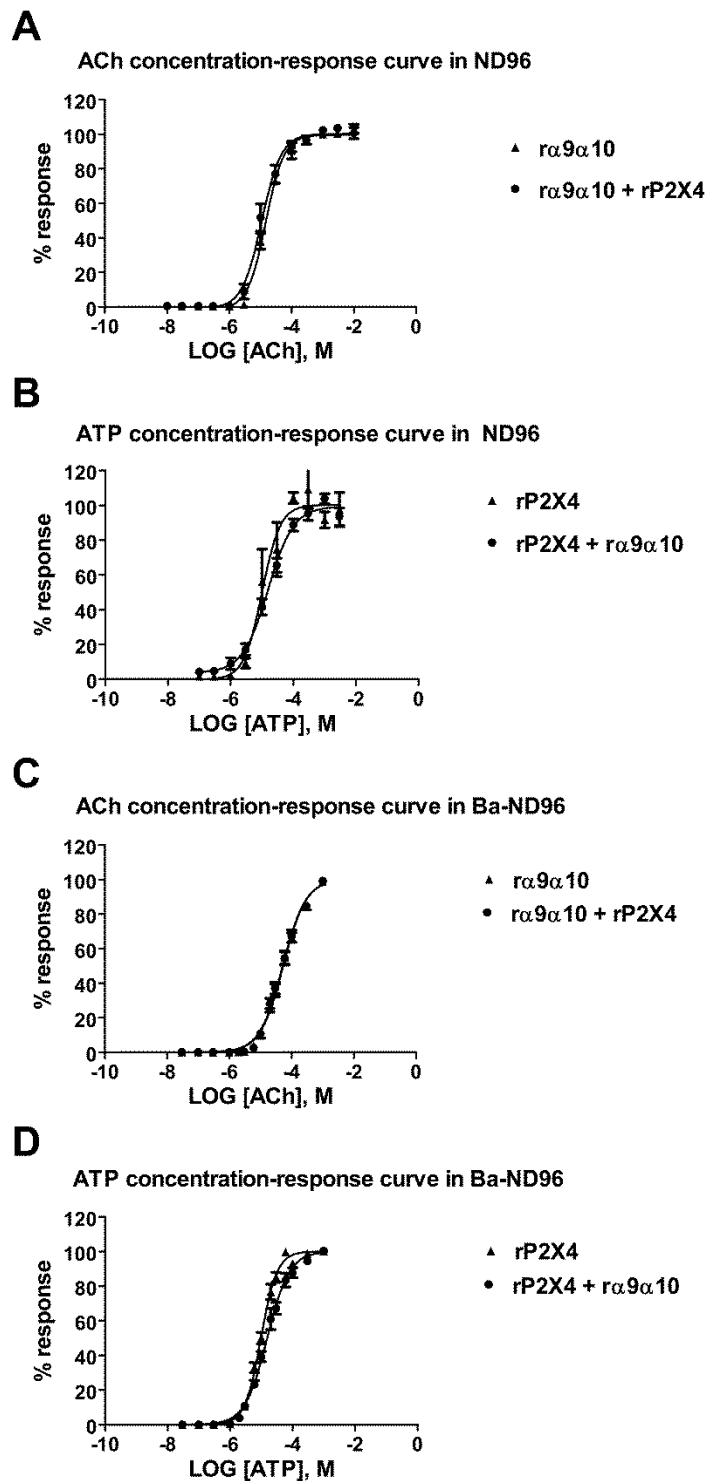 A
ACh concentration-response curve in ND96
120
100
80
60
40
20
0
% response
-10
-8
-6
-4
-2
0
LOG [ACh], M
rα9α10
rα9α10 + rP2X4
B
ATP concentration-response curve in ND96
120
100
80
60
40
20
0
% response
-10
-8
-6
-4
-2
0
LOG [ATP], M
rP2X4
rP2X4 + rα9α10
C
ACh concentration-response curve in Ba-ND96
120
100
80
60
40
20
0
% response
-10
-8
-6
-4
-2
0
LOG [ACh], M
rα9α10
rα9α10 + rP2X4
D
ATP concentration-response curve in Ba-ND96
120
100
80
60
40
20
0
% response
-10
-8
-6
-4
-2
0
LOG [ATP], M
rP2X4
rP2X4 + rα9α10